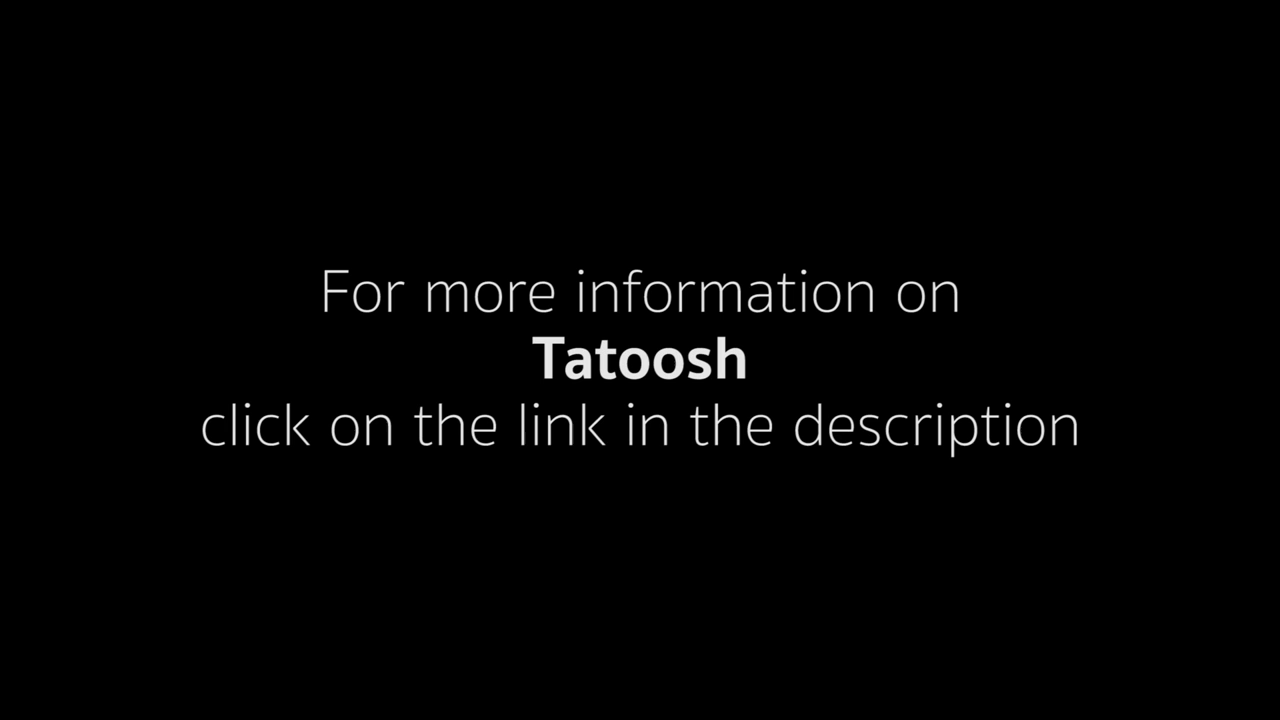 For more information on
Tatoosh
click on the link in the description